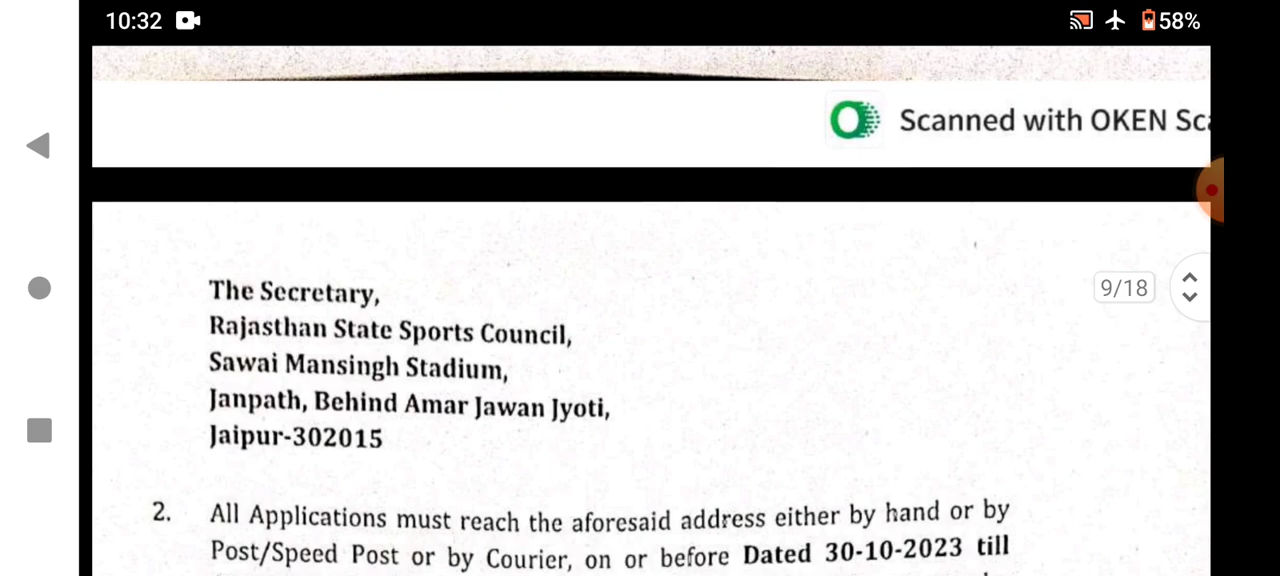 10:32
58%
Scanned with OKEN
9/18
The Secretary,
Rajasthan State Sports Council,
Sawai Mansingh Stadium,
Janpath, Behind Amar Jawan Jyoti,
Jaipur-302015
2. All Applications must reach the aforesaid address either by hand or by
Post/Speed Post or by Courier, on or before Dated 30-10-2023 till